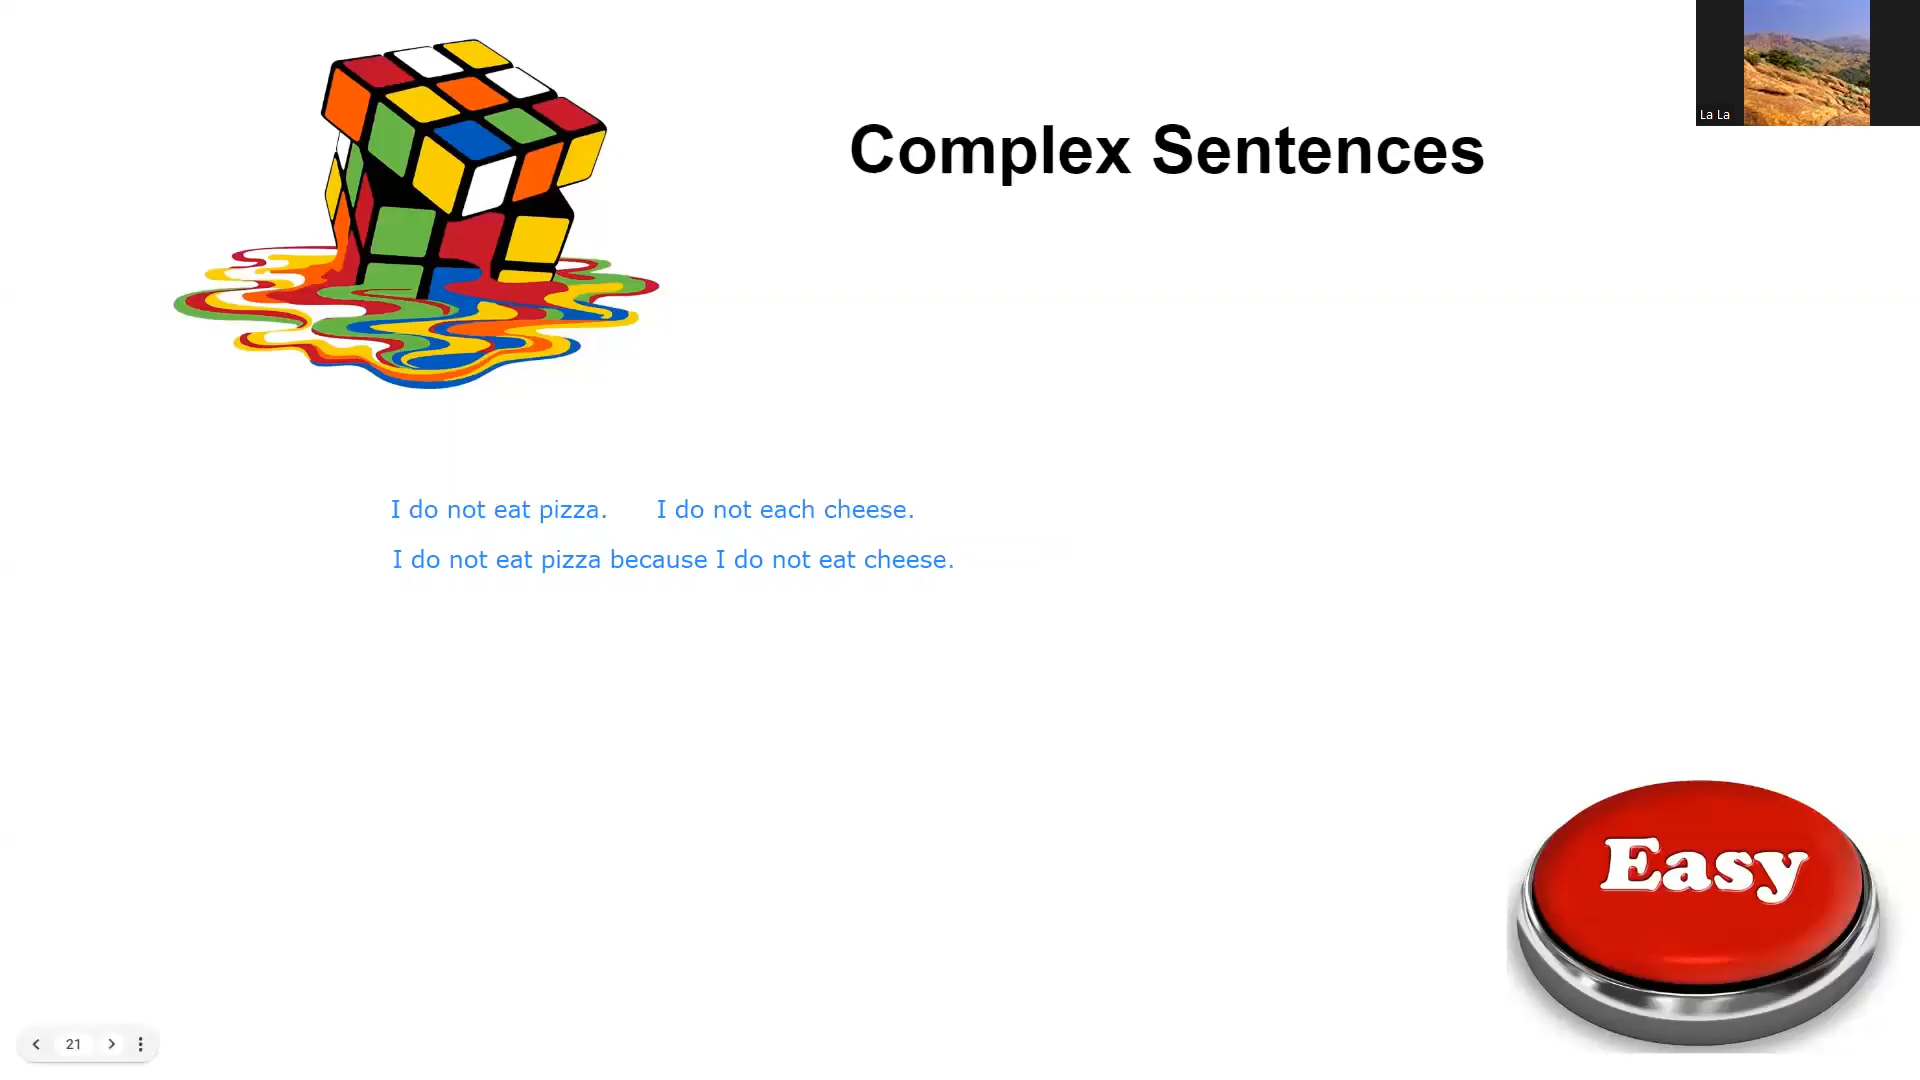 La La
Complex Sentences
I do not eat pizza. I do not each cheese.
I do not eat pizza because I do not eat cheese.
Easy
21